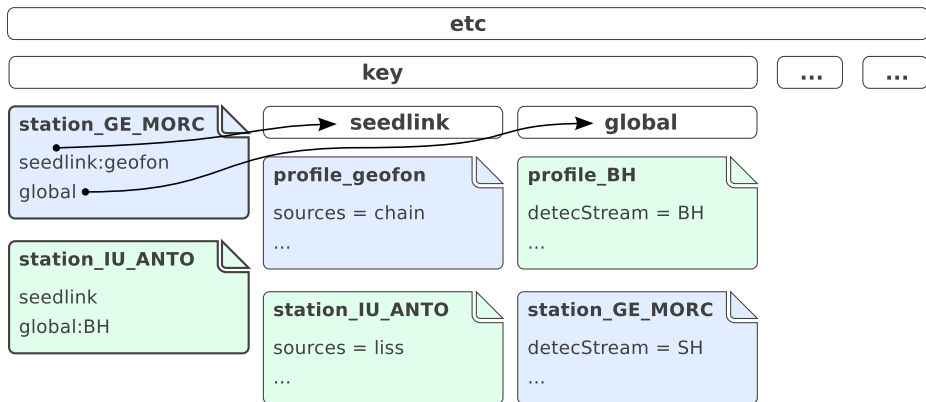 etc
key
...
...
station_GE_MORC
seedlink:geofon
global
station_IU_ANTO
seedlink
global:BH
seedlink
profile_geofon
sources = chain
...
station_IU_ANTO
sources = liss
...
global
profile_BH
detecStream = BH
...
station_GE_MORC
detecStream = SH
...